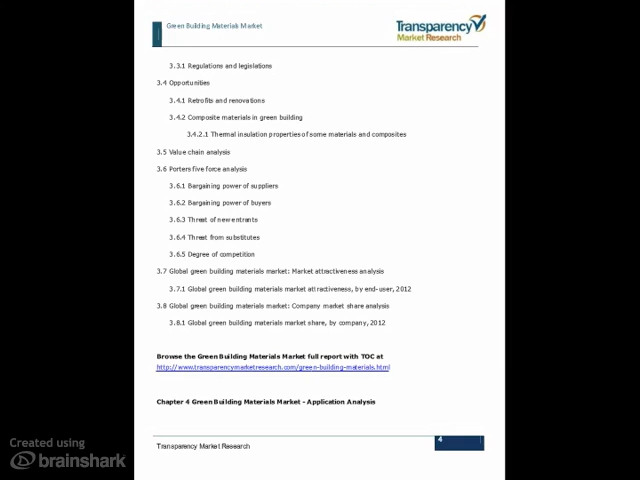 Green Building Materials Market
Transparency
Market Research
3.3.1 Regulations and legislations
3.4 Opportunities
3.4.1 Retrofits and renovations
3.4.2 Composite materials in green building
3.4.2.1 Thermal insulation properties of some materials and composites
3.5 Value chain analysis
3.6 Porters five force analysis
3.6.1 Bargaining power of suppliers
3.6.2 Bargaining power of buyers
3.6.3 Threat of new entrants
3.6.4 Threat from substitutes
3.6.5 Degree of competition
3.7 Global green building materials market: Market attractiveness analysis
3.7.1 Global green building materials market attractiveness, by end-user, 2012
3.8 Global green building materials market: Company market share analysis
3.8.1 Global green building materials market share, by company, 2012
Browse the Green Building Materials Market full report with TOC at
http://www.transparencymarketresearch.com/green-building-materials.html
Chapter 4 Green Building Materials Market - Application Analysis
Transparency Market Research
4
Created using
brainshark